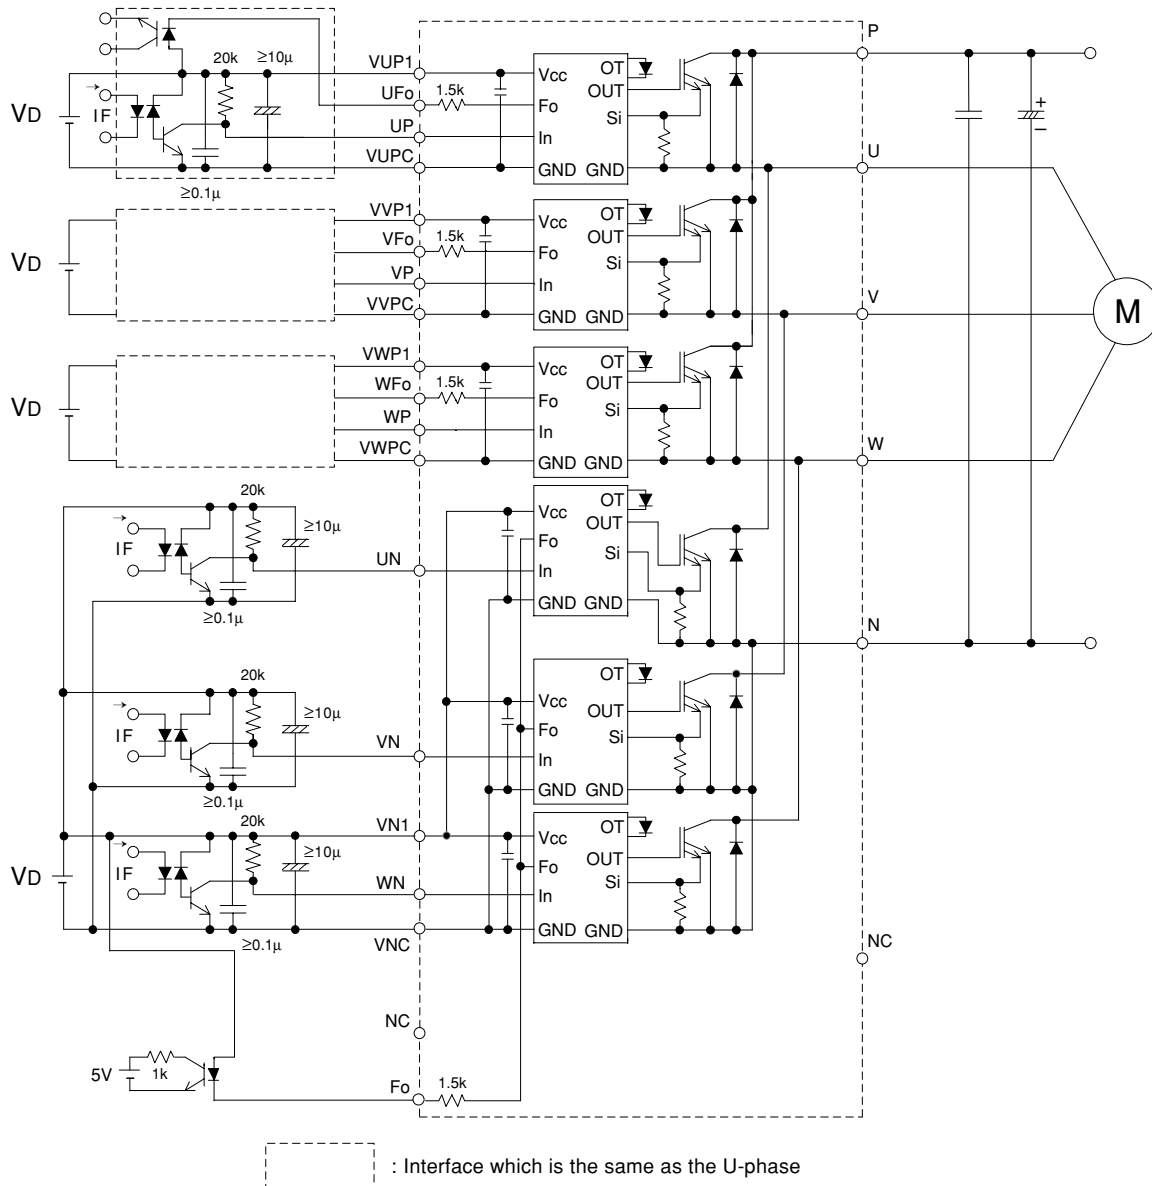 P
20k
≥10μ
VUP1
Vcc
OT
OUT
UFo
1.5k
Fo
Si
VD
IF
UP
In
VUPC
GND
GND
U
≥0.1μ
VVP1
Vcc
OT
OUT
VFo
1.5k
Fo
Si
VD
VP
In
VVPC
GND
GND
V
M
VWP1
Vcc
OT
OUT
WFo
1.5k
Fo
Si
VD
WP
In
VWPC
GND
GND
W
20k
≥10μ
IF
Vcc
OT
OUT
Fo
Si
UN
In
GND
GND
≥0.1μ
N
20k
≥10μ
IF
Vcc
OT
OUT
Fo
Si
VN
In
GND
GND
≥0.1μ
20k
VN1
≥10μ
IF
Vcc
OT
OUT
Fo
Si
VD
WN
In
GND
GND
≥0.1μ
VNC
NC
NC
5V
1k
Fo
1.5k
: Interface which is the same as the U-phase